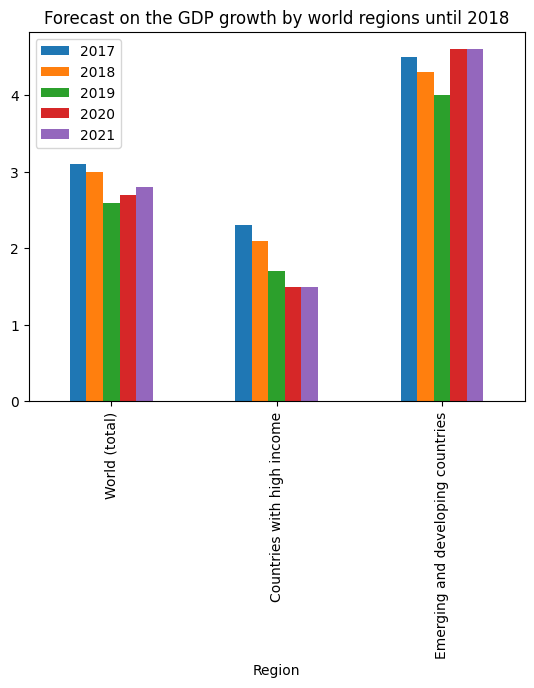 Forecast on the GDP growth by world regions until 2018
2017
2018
2019
2020
2021
4
3
2
1
0
World (total)
Countries with high income
Emerging and developing countries
Region